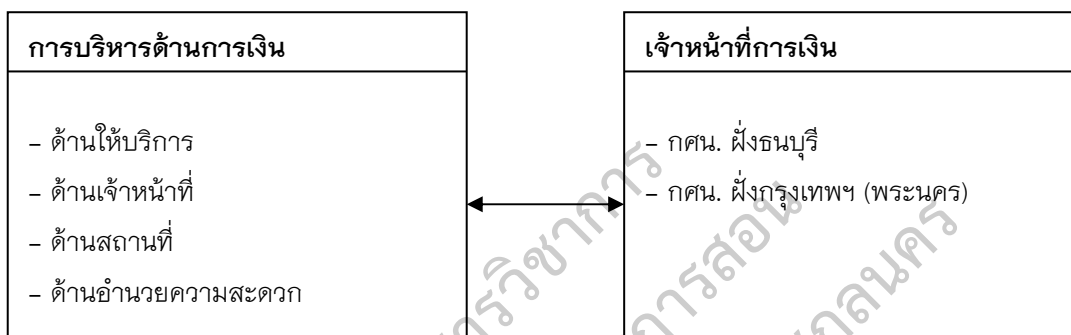 การบริหารด้านการเงิน
- ด้านให้บริการ
- ด้านเจ้าหน้าที่
- ด้านสถานที่
- ด้านอำนวยความสะดวก
เจ้าหน้าที่การเงิน
- กศน. ฝั่งธนบุรี
- กศน. ฝั่งกรุงเทพฯ (พระนคร)